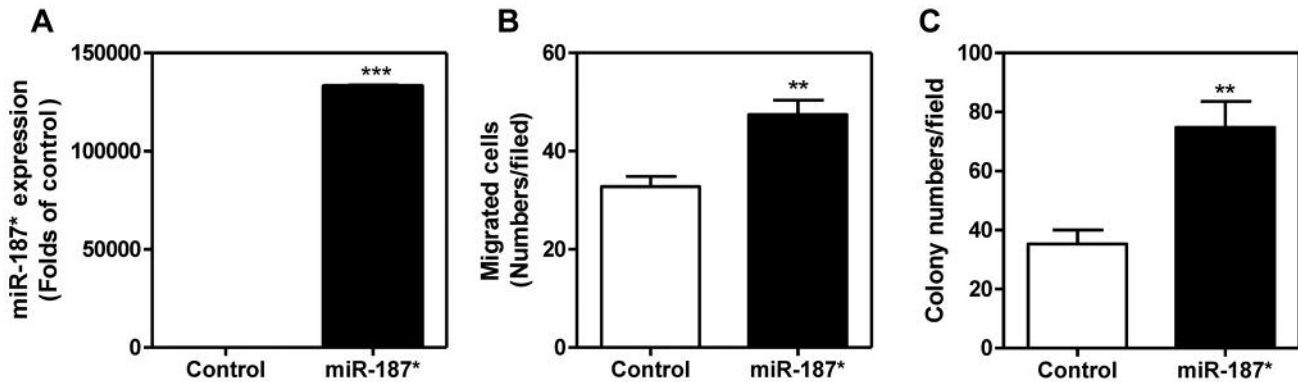 A
miR-187* expression
(Folds of control)
150000
100000
50000
0
***
Control
miR-187*
B
Migrated cells
(Numbers/filed)
60
40
20
0
**
Control
miR-187*
C
Colony numbers/field
100
80
60
40
20
0
**
Control
miR-187*